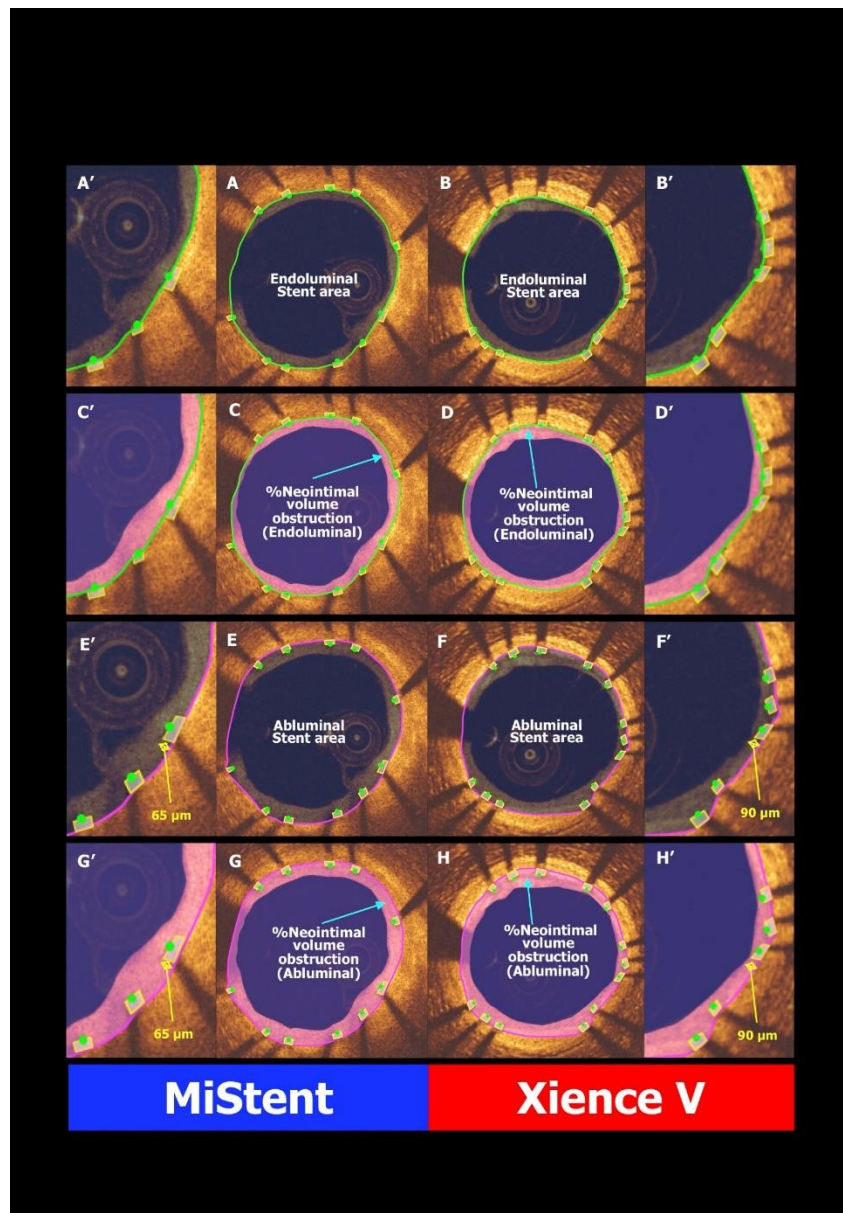 A'
A
B
B'
Endoluminal
Stent area
Endoluminal
Stent area
C'
C
D
D'
%Neointimal
volume
obstruction
(Endoluminal)
%Neointimal
volume
obstruction
(Endoluminal)
E'
E
F
F'
Abluminal
Stent area
Abluminal
Stent area
65 µm
90 µm
G'
G
H
H'
%Neointimal
volume
obstruction
(Abluminal)
%Neointimal
volume
obstruction
(Abluminal)
65 µm
90 µm
MiStent
Xience V